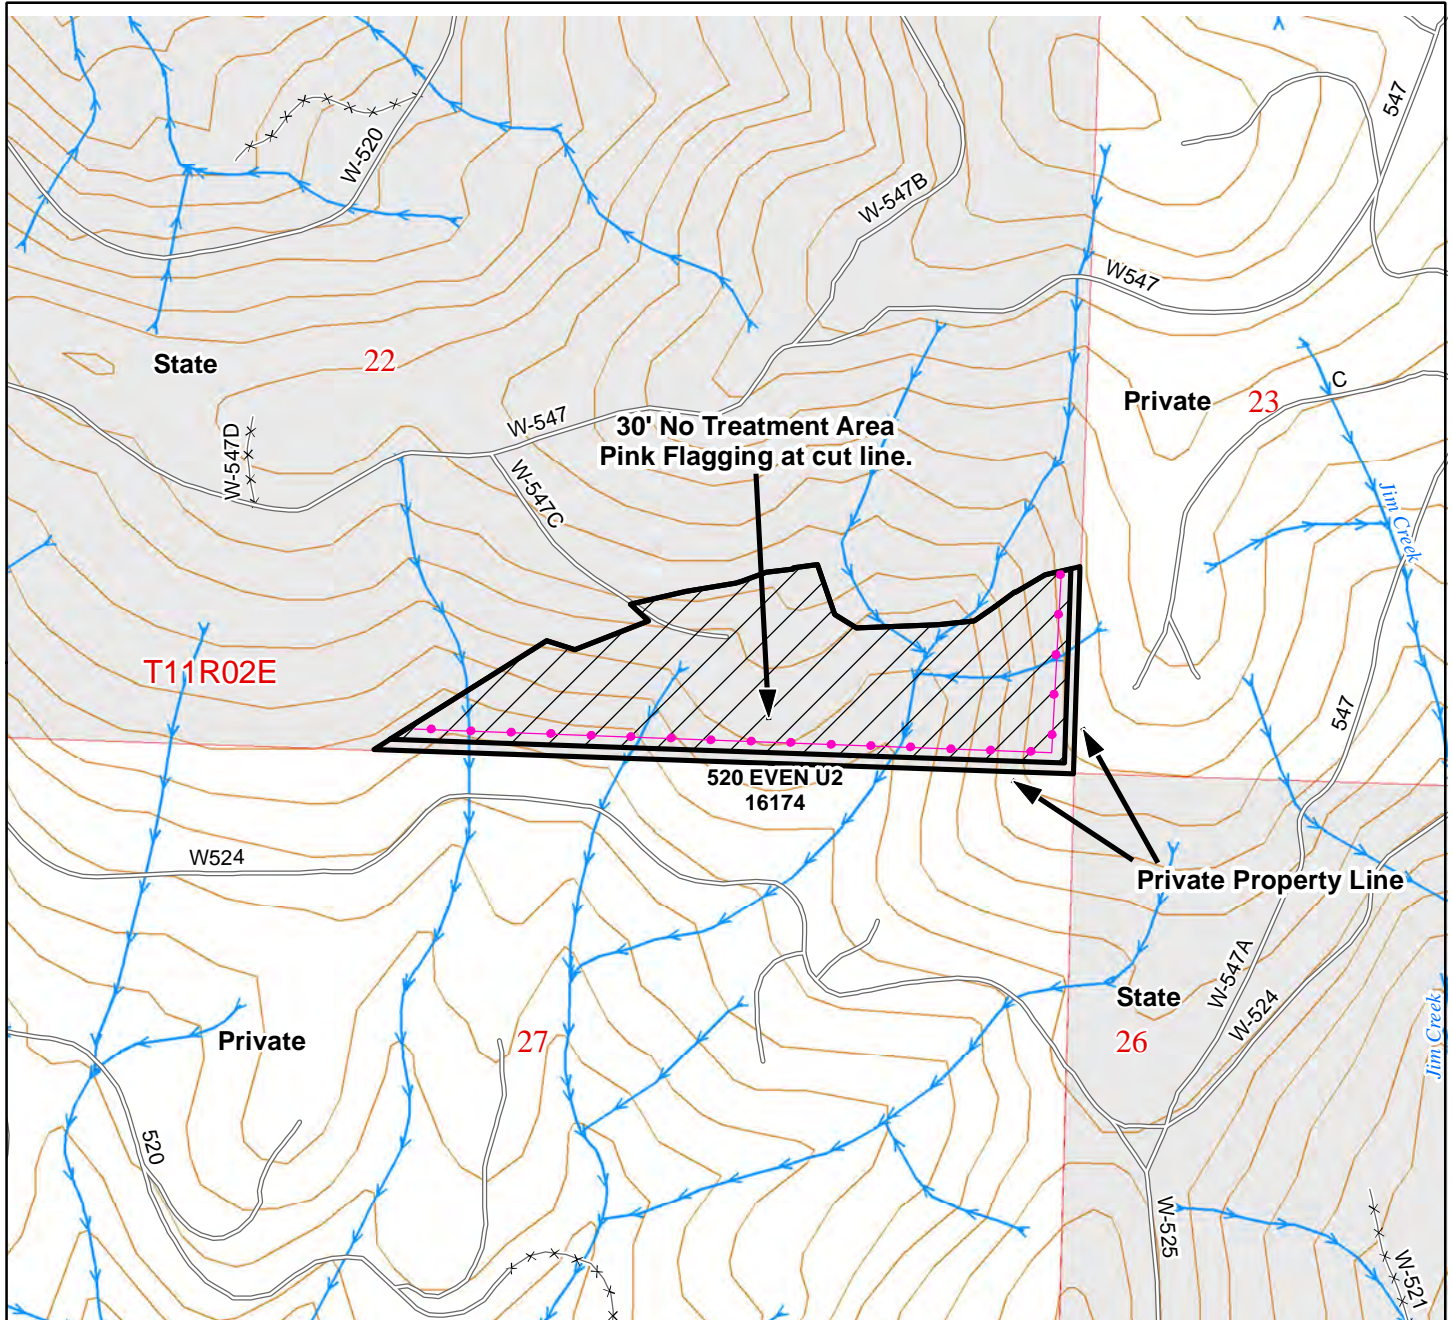 547
W-520
W-547B
W547
State
22
Private
23
C
W-547
30' No Treatment Area
Pink Flagging at cut line.
W-547D
W-547C
Jim Creek
T11R02E
547
520 EVEN U2
16174
W524
Private Property Line
W-547A
State
W-524
Private
27
26
Jim Creek
520
W-525
W-521